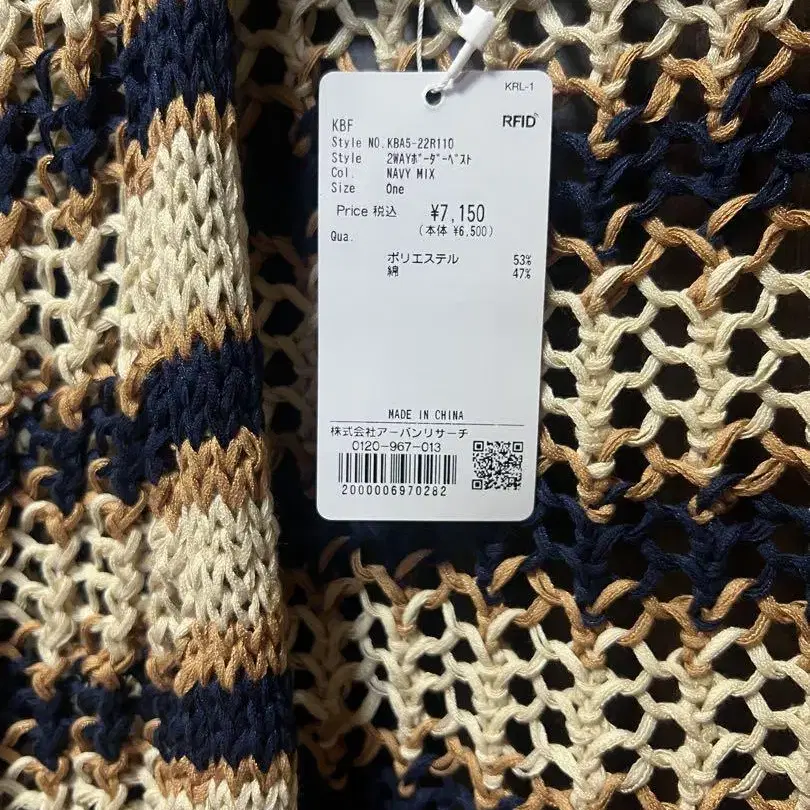 KRL-1
KBF
RFID
Style NO. KBA5-22R110
Style 2WAYﾎﾞｰﾀﾞｰﾍﾞｽﾄ
Col. NAVY MIX
Size One
Price 税込 ¥7,150
(本体 ¥6,500)
Qua.
ポリエステル 53%
綿 47%
MADE IN CHINA
株式会社アーバンリサーチ
0120-967-013
2000006970282